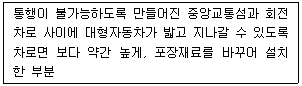 통행이 불가능하도록 만들어진 중앙교통섬과 회전
차로 사이에 대형자동차가 밟고 지나갈 수 있도록
차로면 보다 약간 높게, 포장재료를 바꾸어 설치
한 부분